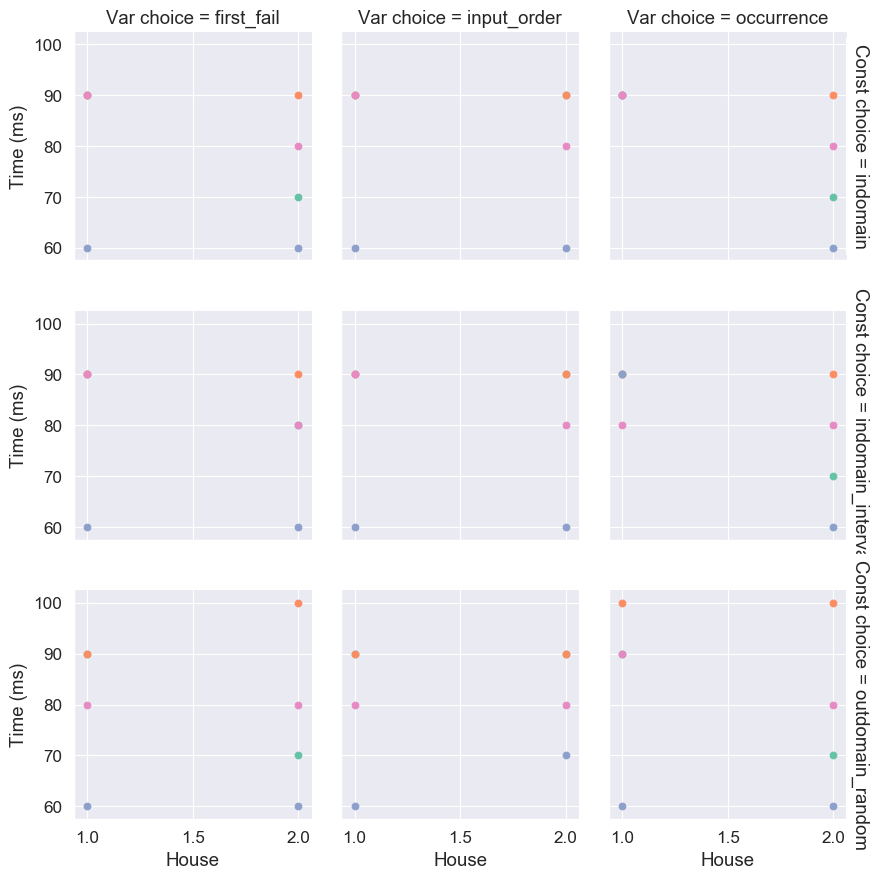 Var choice = first_fail
Var choice = input_order
Var choice = occurrence
100
90
80
70
60
Time (ms)
Const choice = indomain
100
90
80
70
60
Time (ms)
Const choice = indomain_interva
100
90
80
70
60
Time (ms)
Const choice = outdomain_random
1.0
1.5
2.0
House
1.0
1.5
2.0
House
1.0
1.5
2.0
House